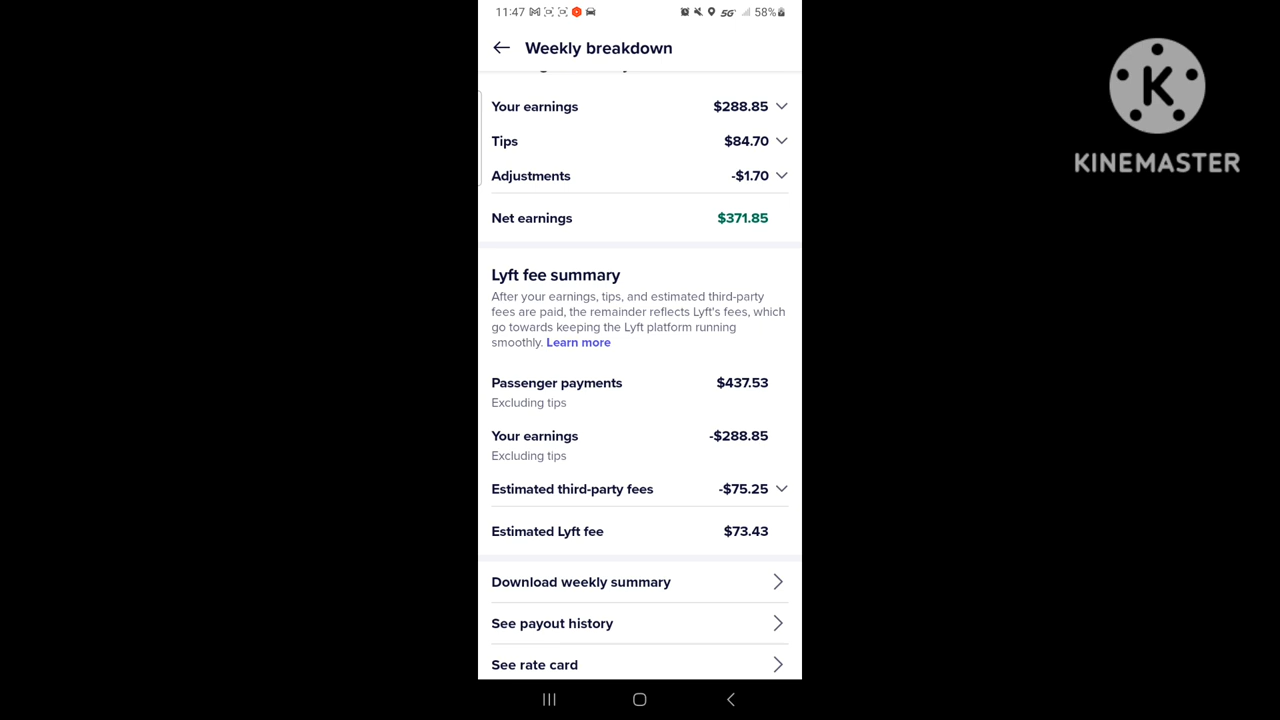 11:47
5G
58%
Weekly breakdown
Your earnings $288.85
Tips $84.70
Adjustments -$1.70
Net earnings $371.85
Lyft fee summary
After your earnings, tips, and estimated third-party
fees are paid, the remainder reflects Lyft's fees, which
go towards keeping the Lyft platform running
smoothly. Learn more
Passenger payments $437.53
Excluding tips
Your earnings -$288.85
Excluding tips
Estimated third-party fees -$75.25
Estimated Lyft fee $73.43
Download weekly summary
See payout history
See rate card
K
KINEMASTER